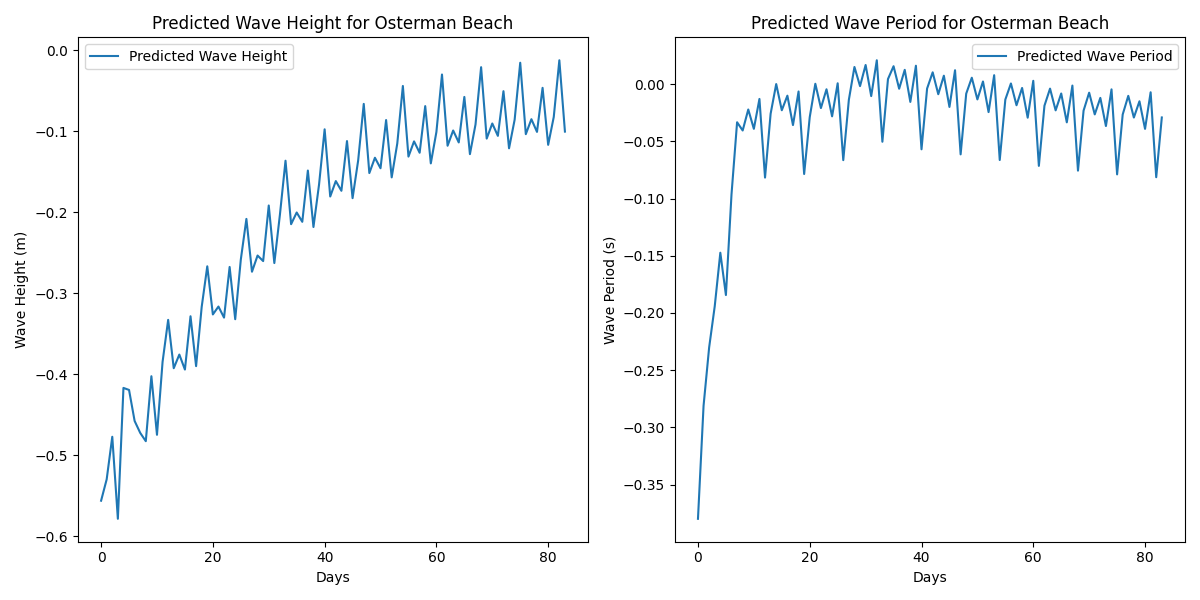 Predicted Wave Height for Osterman Beach
Predicted Wave Height
Wave Height (m)
0.0
−0.1
−0.2
−0.3
−0.4
−0.5
−0.6
0 20 40 60 80
Days
Predicted Wave Period for Osterman Beach
Predicted Wave Period
Wave Period (s)
0.00
−0.05
−0.10
−0.15
−0.20
−0.25
−0.30
−0.35
0 20 40 60 80
Days